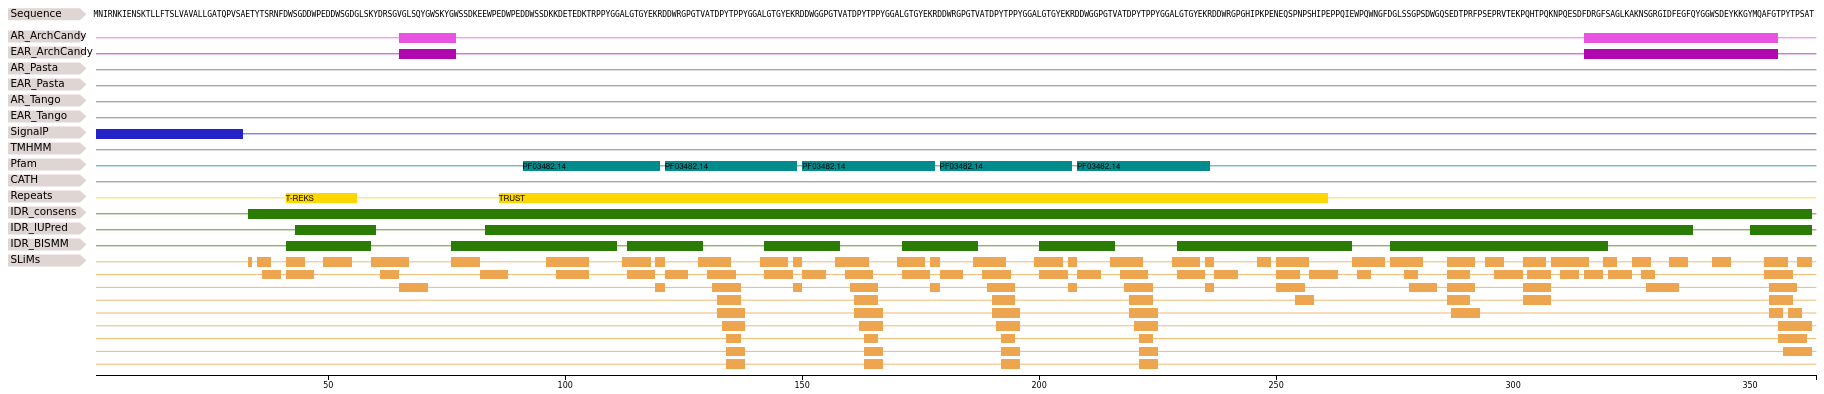 Sequence MNIRNKIENSKTLLFTSLVAVALLGATQPVSAETYTSRNFDWSGDDWPEDDWSGDGLSKYDRSGVGLSQYGWSKYGWSSDKEEWPEDWPEDDWSSDKKDETEDKTRPPYGGALGTGYEKRDDWRGPGTVATDPYTPPYGGALGTGYEKRDDWGGPGTVATDPYTPPYGGALGTGYEKRDDWRGPGTVATDPYTPPYGGALGTGYEKRDDWGGPGTVATDPYTPPYGGALGTGYEKRDDWRGPGHIPKPENEQSPNPSHIPEPPQIEWPQWNGFDGLSSGPSDWGQSEDTPRFPSEPRVTEKPQHTPQKNPQESDFDRGFSAGLKAKNSGRGIDFEGFQYGGWSDEYKKGYMQAFGTPYTPSAT
AR_ArchCandy
EAR_ArchCandy
AR_Pasta
EAR_Pasta
AR_Tango
EAR_Tango
SignalP
TMHMM
Pfam PF03482.14 PF03482.14 PF03482.14 PF03482.14 PF03482.14
CATH
Repeats T-REKS TRUST
IDR_consens
IDR_IUPred
IDR_BISMM
SLiMs
50 100 150 200 250 300 350